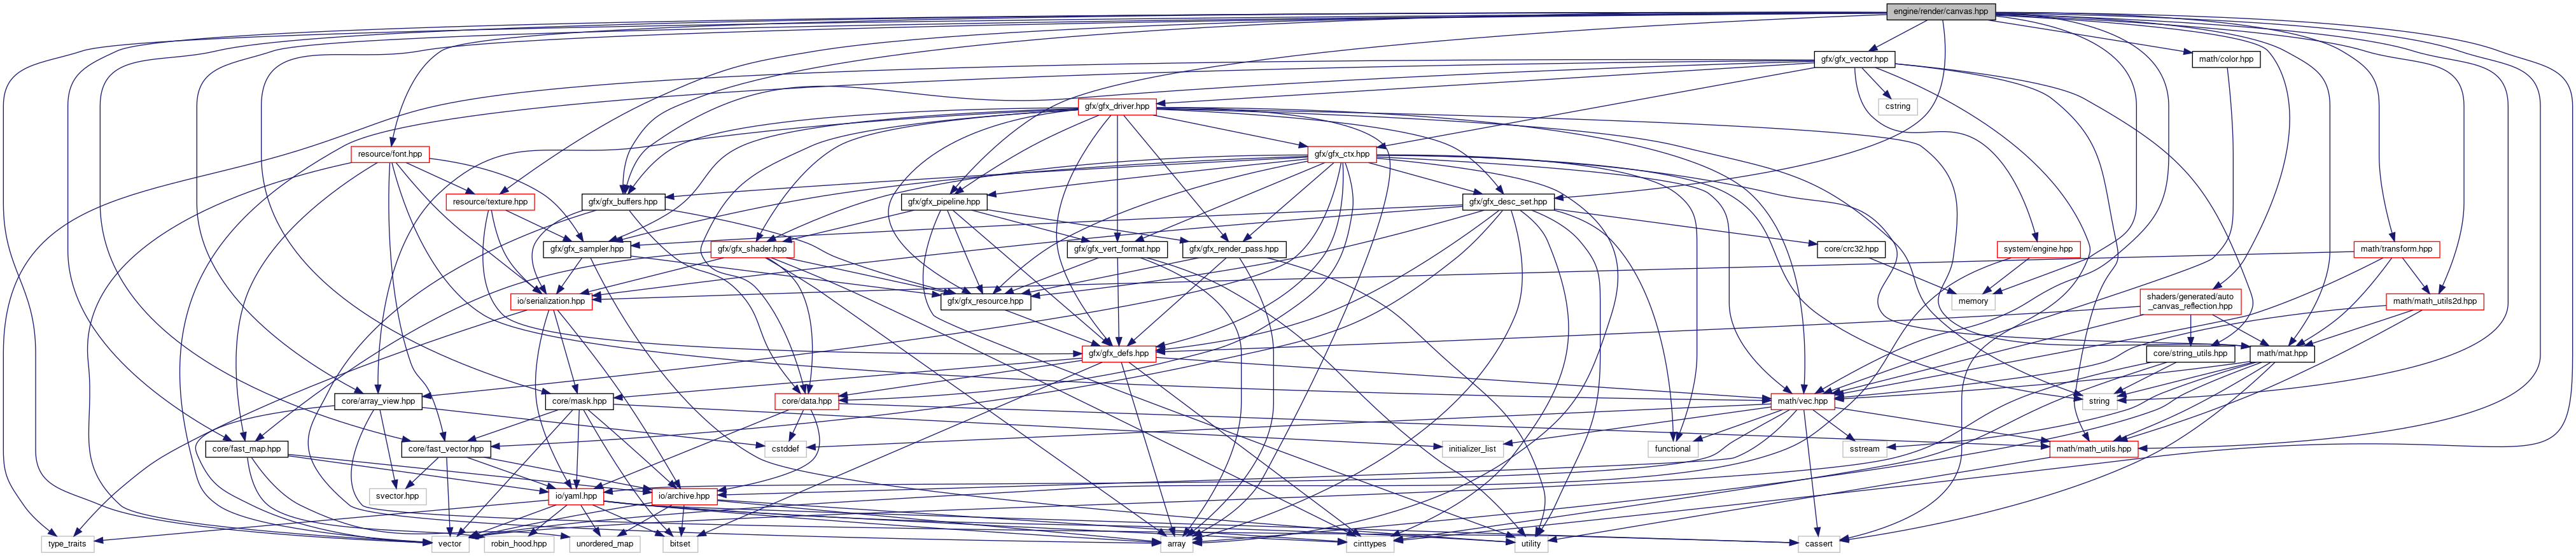 engine/render/canvas.hpp
gfx/gfx_vector.hpp
math/color.hpp
gfx/gfx_driver.hpp
cstring
resource/font.hpp
gfx/gfx_ctx.hpp
resource/texture.hpp
gfx/gfx_buffers.hpp
gfx/gfx_pipeline.hpp
gfx/gfx_desc_set.hpp
gfx/gfx_sampler.hpp
gfx/gfx_shader.hpp
gfx/gfx_vert_format.hpp
gfx/gfx_render_pass.hpp
core/crc32.hpp
system/engine.hpp
math/transform.hpp
io/serialization.hpp
gfx/gfx_resource.hpp
memory
shaders/generated/auto
_canvas_reflection.hpp
math/math_utils2d.hpp
gfx/gfx_defs.hpp
core/string_utils.hpp
math/mat.hpp
core/array_view.hpp
core/mask.hpp
core/data.hpp
math/vec.hpp
string
core/fast_map.hpp
core/fast_vector.hpp
cstddef
initializer_list
functional
sstream
math/math_utils.hpp
svector.hpp
io/yaml.hpp
io/archive.hpp
type_traits
vector
robin_hood.hpp
unordered_map
bitset
array
cinttypes
utility
cassert